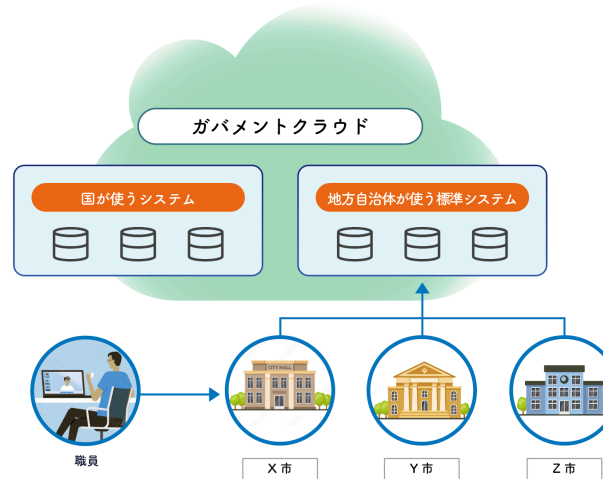 ガバメントクラウド
国が使うシステム
地方自治体が使う標準システム
CITY HALL
職員
X市
Y市
Z市